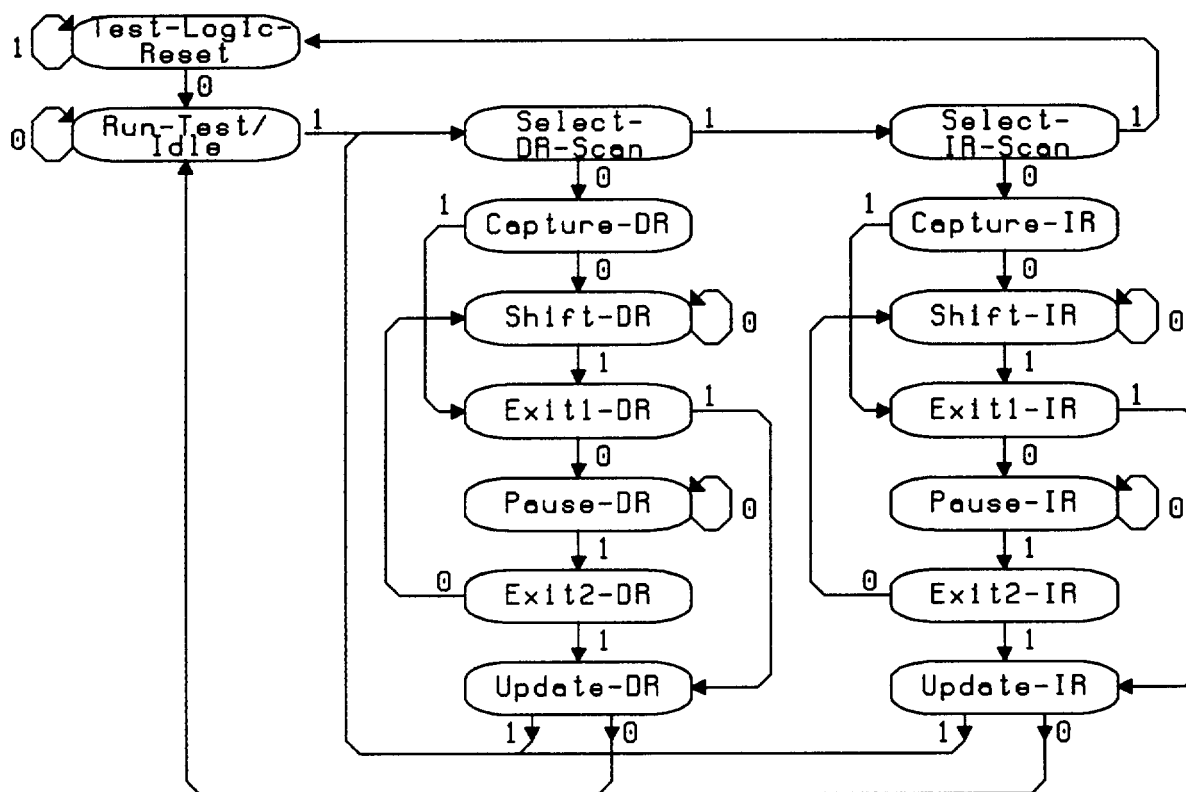 Test-Logic-
Reset
1
0
Run-Test/
Idle
0
1
Select-
DR-Scan
1
Select-
IR-Scan
1
0
0
1
Capture-DR
1
Capture-IR
0
0
Shift-DR
0
Shift-IR
0
1
1
Exit1-DR
1
Exit1-IR
1
0
0
Pause-DR
0
Pause-IR
0
1
1
0
Exit2-DR
0
Exit2-IR
1
1
Update-DR
Update-IR
1
0
1
0